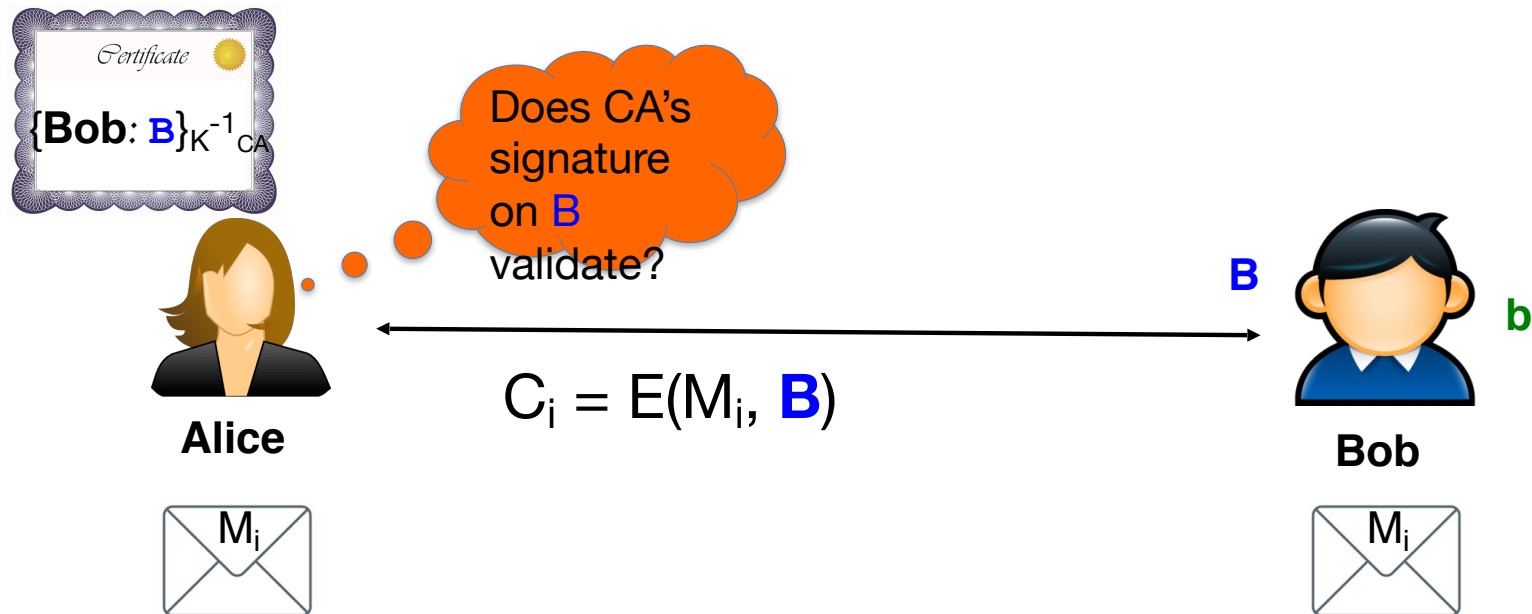 Certificate
{Bob: B}K⁻¹CA
Does CA’s
signature
on B
validate?
B
b
Cᵢ = E(Mᵢ, B)
Alice
Bob
Mᵢ
Mᵢ